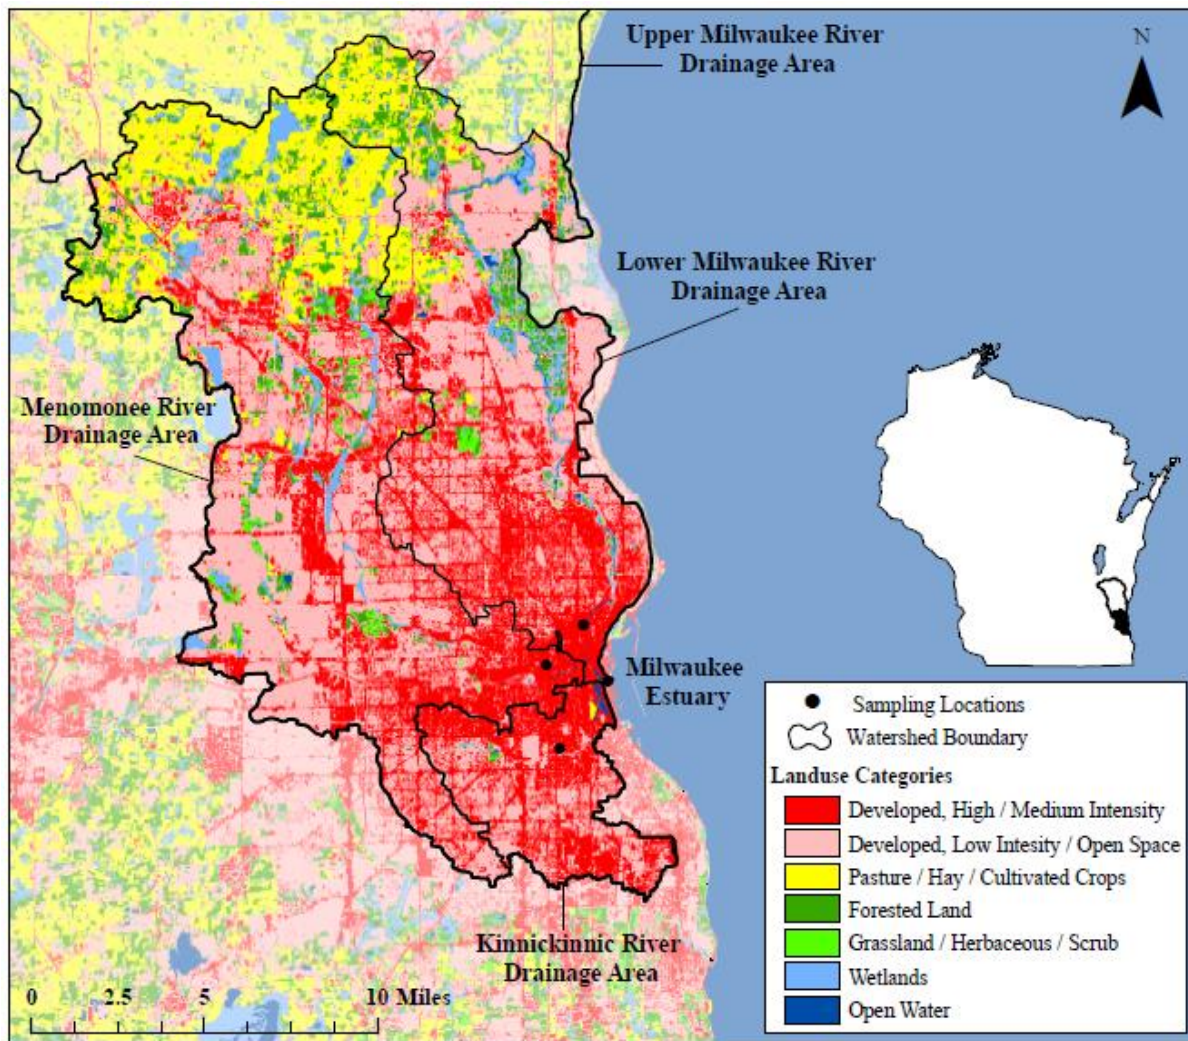 Upper Milwaukee River
Drainage Area
N
Lower Milwaukee River
Drainage Area
Menomonee River
Drainage Area
Milwaukee
Estuary
Sampling Locations
Watershed Boundary
Landuse Categories
Developed, High / Medium Intensity
Developed, Low Intesity / Open Space
Pasture / Hay / Cultivated Crops
Forested Land
Grassland / Herbaceous / Scrub
Wetlands
Open Water
Kinnickinnic River
Drainage Area
0 2.5 5 10 Miles